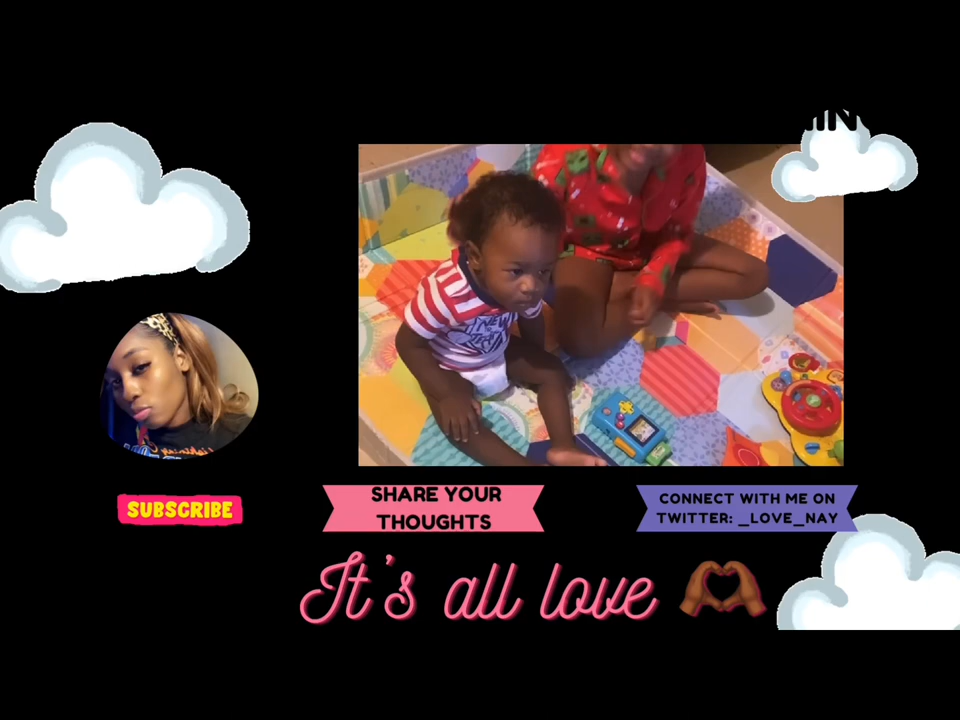 SUBSCRIBE
SHARE YOUR
THOUGHTS
CONNECT WITH ME ON
TWITTER: _LOVE_NAY
It's all love